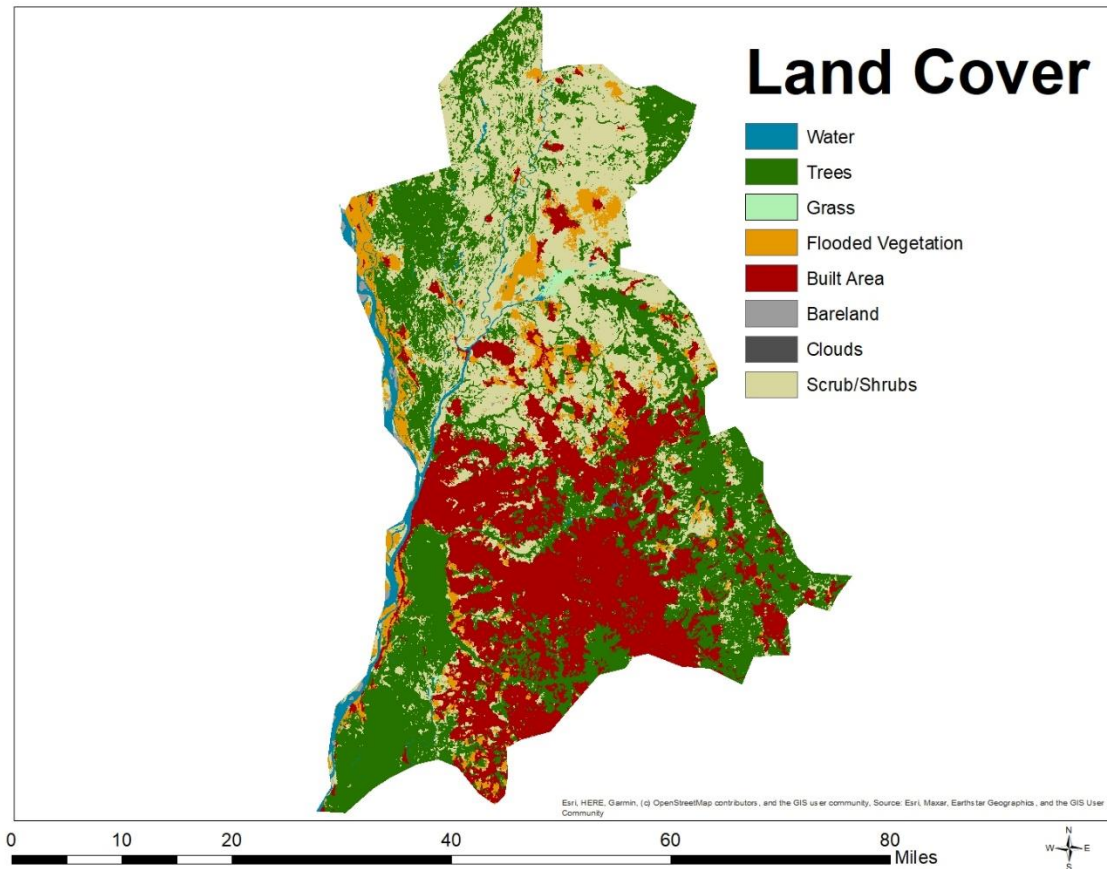 Land Cover
Water
Trees
Grass
Flooded Vegetation
Built Area
Bareland
Clouds
Scrub/Shrubs
Esri, HERE, Garmin, (c) OpenStreetMap contributors, and the GIS user community, Source: Esri, Maxar, Earthstar Geographics, and the GIS User
Community
0 10 20 40 60 80 Miles
N
W E
S